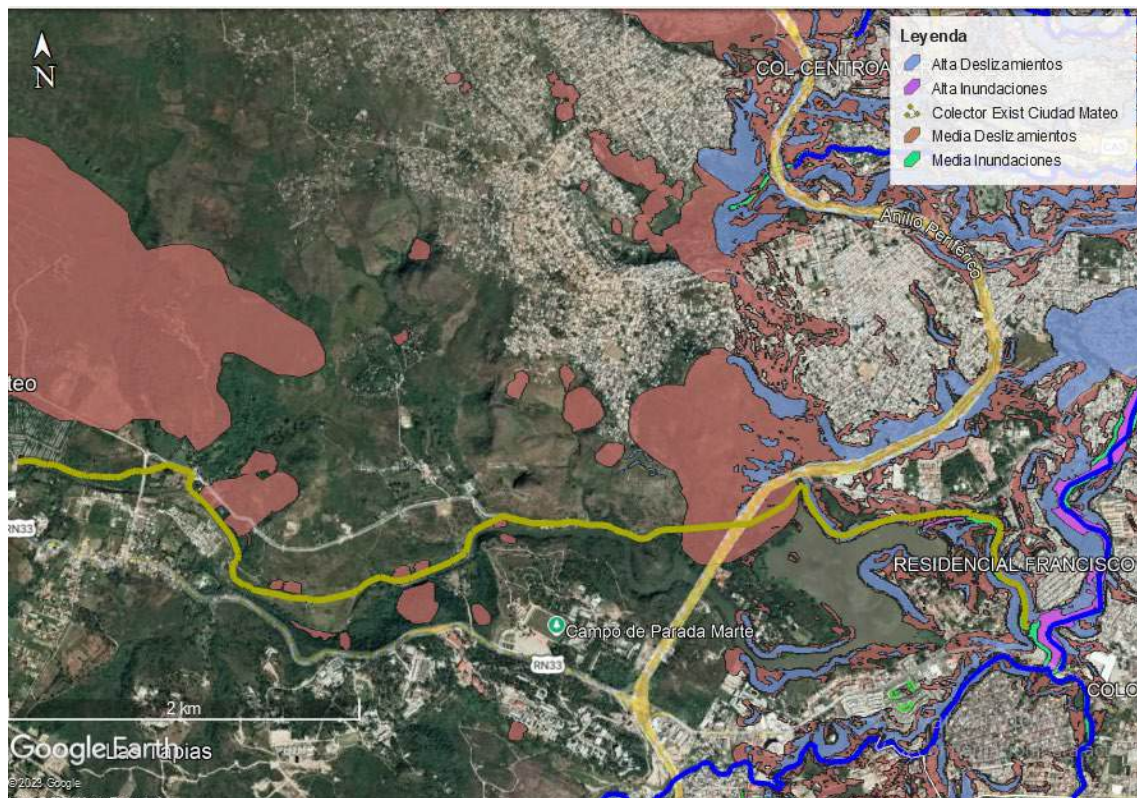 Leyenda
Alta Deslizamientos
Alta Inundaciones
Colector Exist Ciudad Mateo
Media Deslizamientos
Media Inundaciones
N
COL CENTROA
CA5
Anillo Periférico
teo
RN33
RESIDENCIAL FRANCISCO
Campo de Parada Marte
RN33
COLO
2 km
Google Earth
Las Tapias
© 2023 Google